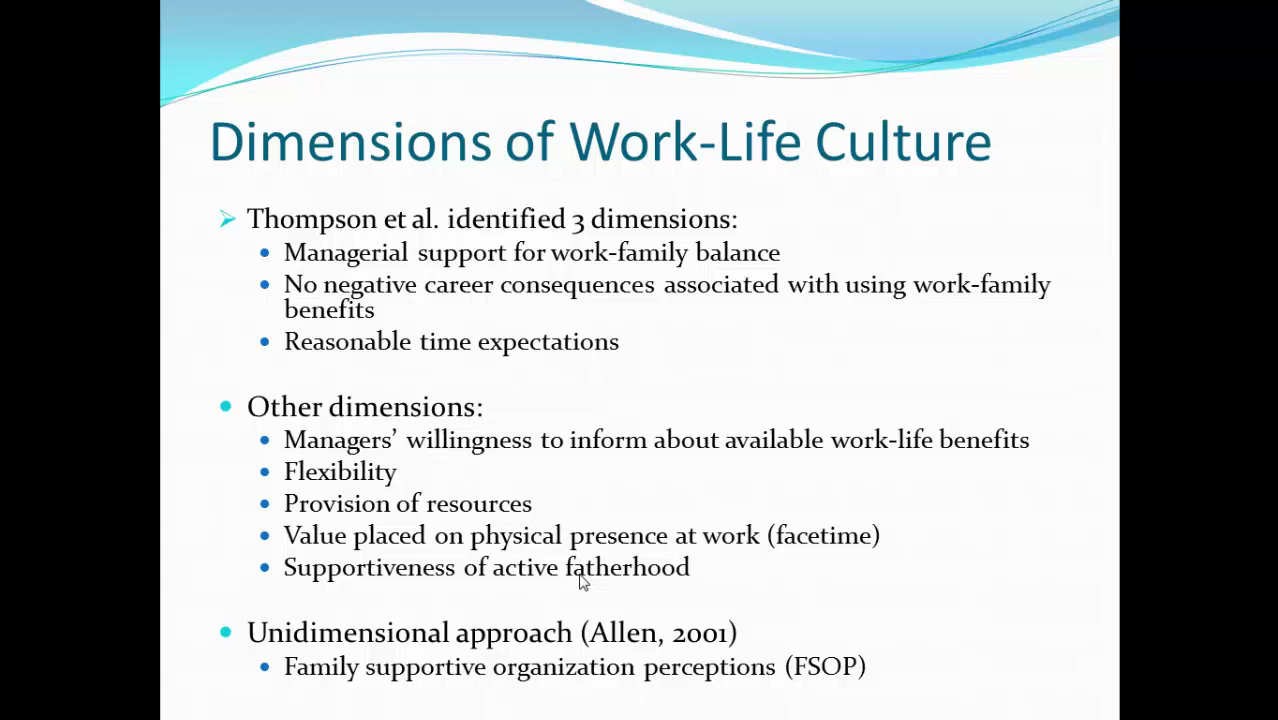 Dimensions of Work-Life Culture
Thompson et al. identified 3 dimensions:
Managerial support for work-family balance
No negative career consequences associated with using work-family
benefits
Reasonable time expectations
Other dimensions:
Managers’ willingness to inform about available work-life benefits
Flexibility
Provision of resources
Value placed on physical presence at work (facetime)
Supportiveness of active fatherhood
Unidimensional approach (Allen, 2001)
Family supportive organization perceptions (FSOP)